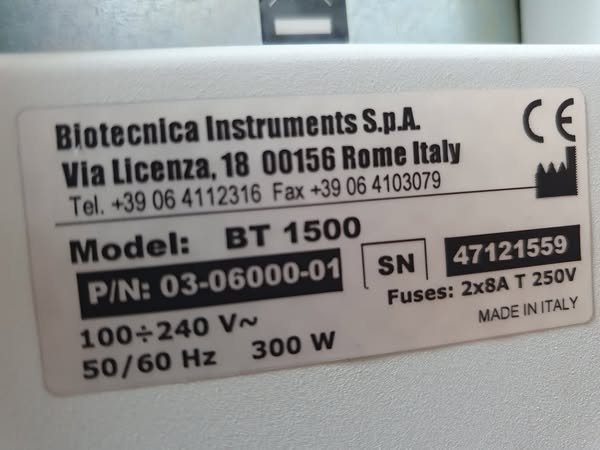 Biotecnica Instruments S.p.A.
Via Licenza, 18 00156 Rome Italy
Tel. +39 06 4112316 Fax +39 06 4103079
CE
Model: BT 1500
P/N: 03-06000-01
SN 47121559
Fuses: 2x8A T 250V
100÷240 V~
50/60 Hz 300 W
MADE IN ITALY